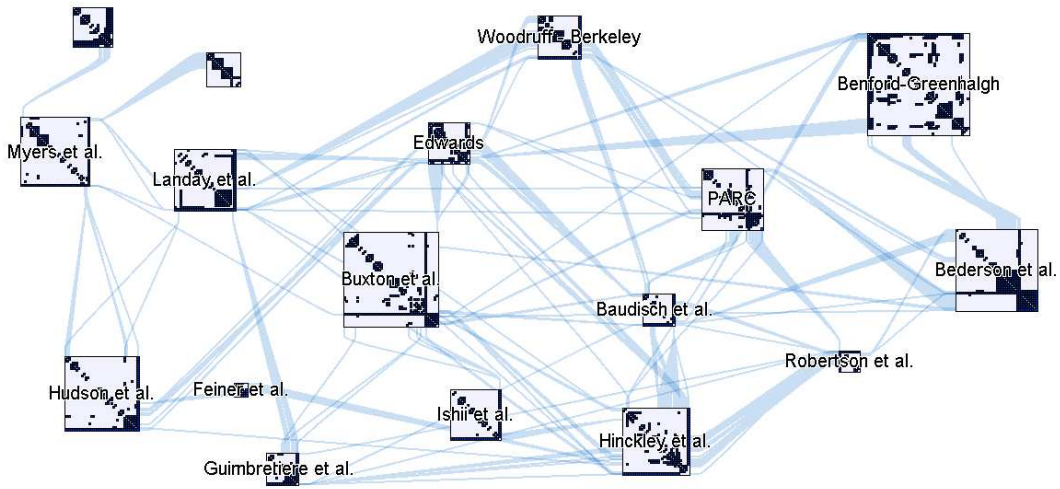 Woodruff - Berkeley
Benford-Greenhalgh
Edwards
Myers et al.
Landay et al.
PARC
Buxton et al.
Bederson et al.
Baudisch et al.
Robertson et al.
Hudson et al.
Feiner et al.
Ishii et al.
Hinckley et al.
Guimbretiere et al.